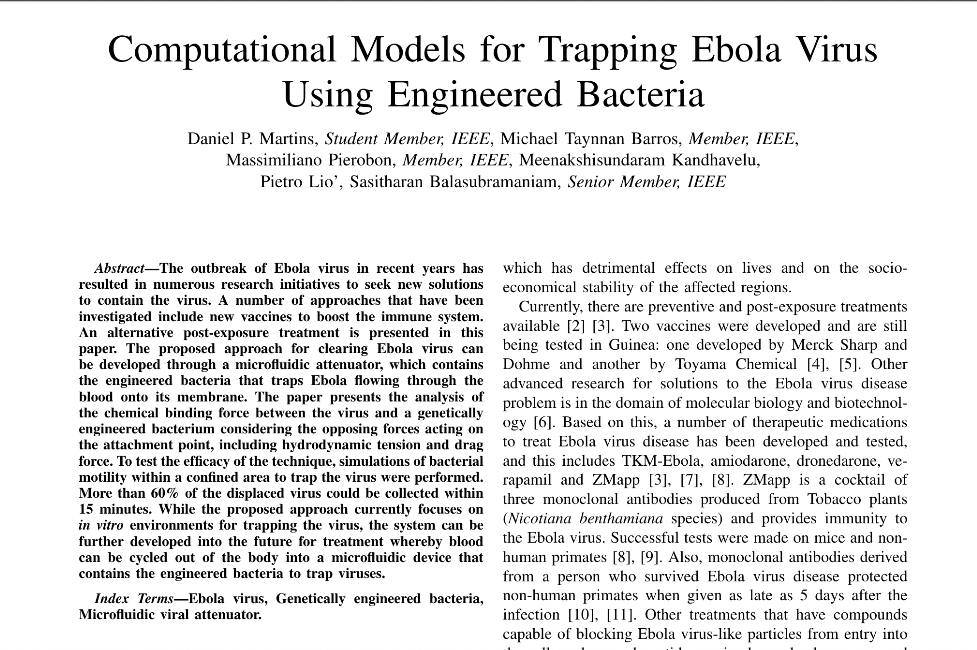 Computational Models for Trapping Ebola Virus
Using Engineered Bacteria
Daniel P. Martins, Student Member, IEEE, Michael Taynnan Barros, Member, IEEE,
Massimiliano Pierobon, Member, IEEE, Meenakshisundaram Kandhavelu,
Pietro Lio', Sasitharan Balasubramaniam, Senior Member, IEEE
Abstract—The outbreak of Ebola virus in recent years has
resulted in numerous research initiatives to seek new solutions
to contain the virus. A number of approaches that have been
investigated include new vaccines to boost the immune system.
An alternative post-exposure treatment is presented in this
paper. The proposed approach for clearing Ebola virus can
be developed through a microfluidic attenuator, which contains
the engineered bacteria that traps Ebola flowing through the
blood onto its membrane. The paper presents the analysis of
the chemical binding force between the virus and a genetically
engineered bacterium considering the opposing forces acting on
the attachment point, including hydrodynamic tension and drag
force. To test the efficacy of the technique, simulations of bacterial
motility within a confined area to trap the virus were performed.
More than 60% of the displaced virus could be collected within
15 minutes. While the proposed approach currently focuses on
in vitro environments for trapping the virus, the system can be
further developed into the future for treatment whereby blood
can be cycled out of the body into a microfluidic device that
contains the engineered bacteria to trap viruses.
Index Terms—Ebola virus, Genetically engineered bacteria,
Microfluidic viral attenuator.
which has detrimental effects on lives and on the socio-
economical stability of the affected regions.
Currently, there are preventive and post-exposure treatments
available [2] [3]. Two vaccines were developed and are still
being tested in Guinea: one developed by Merck Sharp and
Dohme and another by Toyama Chemical [4], [5]. Other
advanced research for solutions to the Ebola virus disease
problem is in the domain of molecular biology and biotechnol-
ogy [6]. Based on this, a number of therapeutic medications
to treat Ebola virus disease has been developed and tested,
and this includes TKM-Ebola, amiodarone, dronedarone, ve-
rapamil and ZMapp [3], [7], [8]. ZMapp is a cocktail of
three monoclonal antibodies produced from Tobacco plants
(Nicotiana benthamiana species) and provides immunity to
the Ebola virus. Successful tests were made on mice and non-
human primates [8], [9]. Also, monoclonal antibodies derived
from a person who survived Ebola virus disease protected
non-human primates when given as late as 5 days after the
infection [10], [11]. Other treatments that have compounds
capable of blocking Ebola virus-like particles from entry into